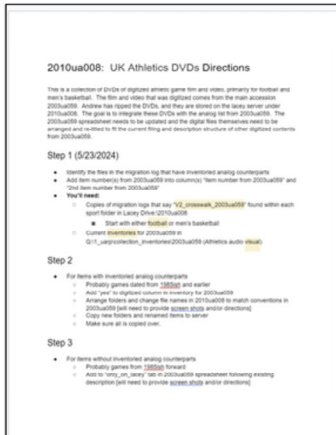 2010ua008:  UK Athletics DVDs Directions
This is a collection of DVDs of digitized athletic game film and video, primarily for football and
men's basketball.  The film and video that was digitized comes from the main accession
2003ua059.  Andrew has ripped the DVDs, and they are stored on the lacey server under
2010ua008.  The goal is to integrate these DVDs with the analog list from 2003ua059.  The
2003ua059 spreadsheet needs to be updated and the digital files themselves need to be
arranged and re-titled to fit the current filing and description structure of other digitized contents
from 2003ua059.
Step 1 (5/23/2024)
● Identify the files in the migration log that have inventoried analog counterparts
● Add item number(s) from 2003ua059 into column(s) "item number from 2003ua059" and
"2nd item number from 2003ua059"
● You'll need:
○ Copies of migration logs that say "V2_crosswalk_2003ua059" found within each
sport folder in Lacey Drive:\2010ua008
■ Start with either football or men's basketball
○ Current inventories for 2003ua059 in
Q:\1_uarp\collection_inventories\2003ua059 (Athletics audio visual)
Step 2
● For items with inventoried analog counterparts
○ Probably games dated from 1985ish and earlier
○ Add "yes" to digitized column in inventory for 2003ua059
○ Arrange folders and change file names in 2010ua008 to match conventions in
2003ua059 [will need to provide screen shots and/or directions]
○ Copy new folders and renamed items to server
○ Make sure all is copied over.
Step 3
● For items without inventoried analog counterparts
○ Probably games from 1985ish forward
○ Add to "only_on_lacey" tab in 2003ua059 spreadsheet following existing
description [will need to provide screen shots and/or directions]